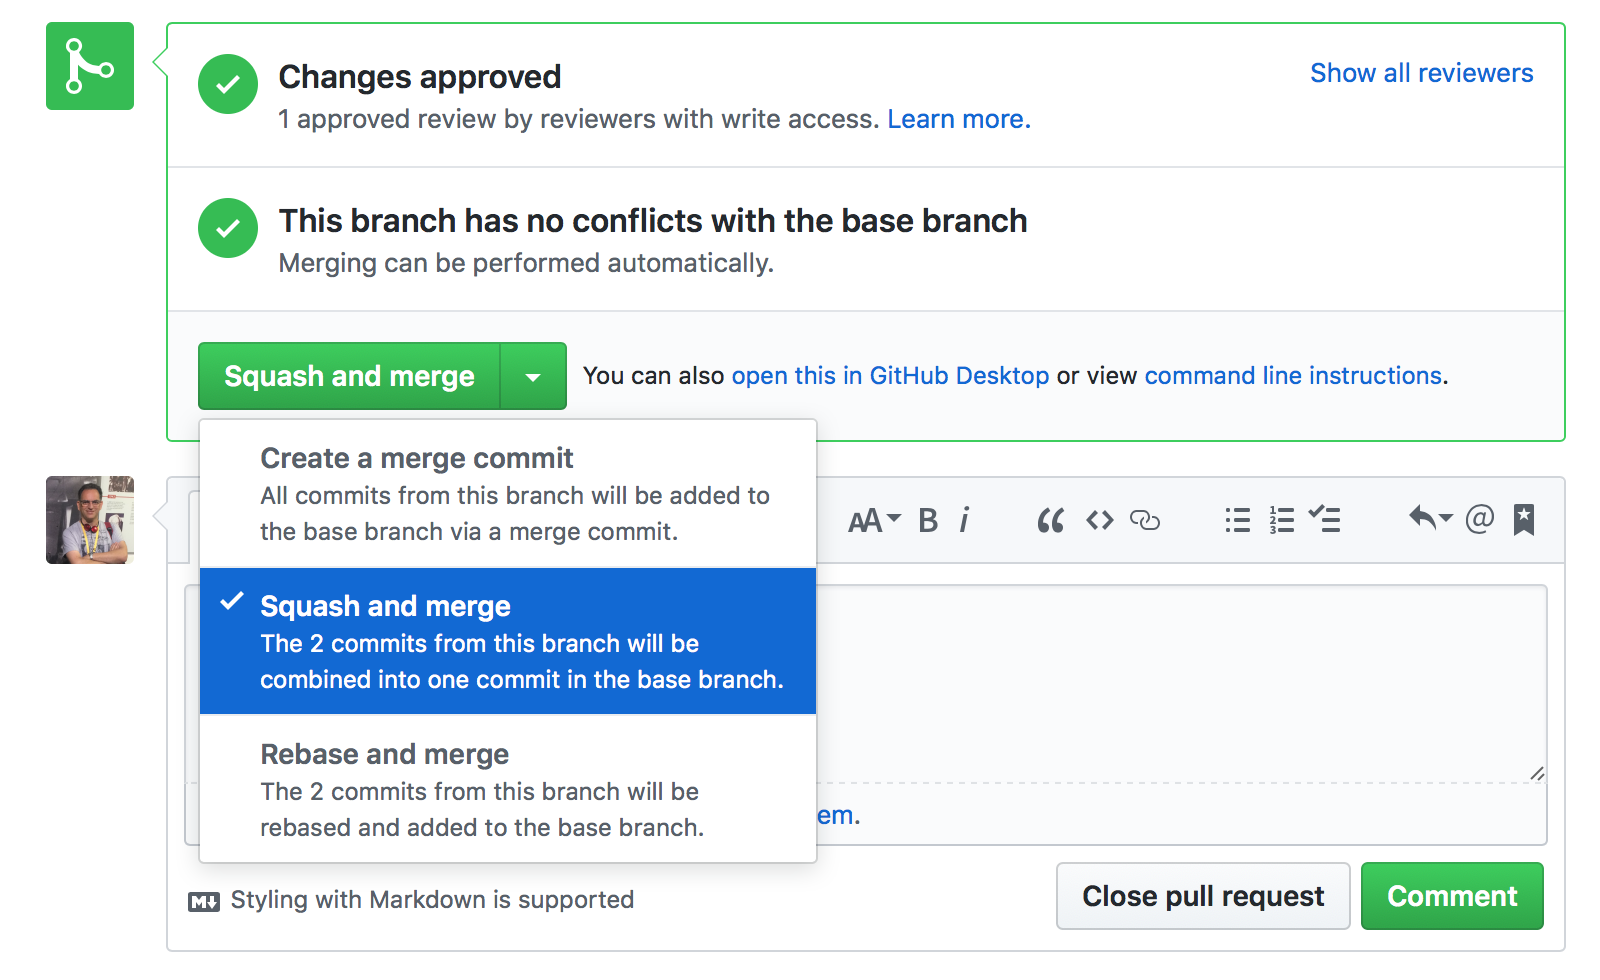 Changes approved
Show all reviewers
1 approved review by reviewers with write access. Learn more.
This branch has no conflicts with the base branch
Merging can be performed automatically.
Squash and merge
You can also open this in GitHub Desktop or view command line instructions.
Create a merge commit
All commits from this branch will be added to
the base branch via a merge commit.
AA B i
Squash and merge
The 2 commits from this branch will be
combined into one commit in the base branch.
Rebase and merge
The 2 commits from this branch will be
rebased and added to the base branch.
em.
Styling with Markdown is supported
Close pull request
Comment